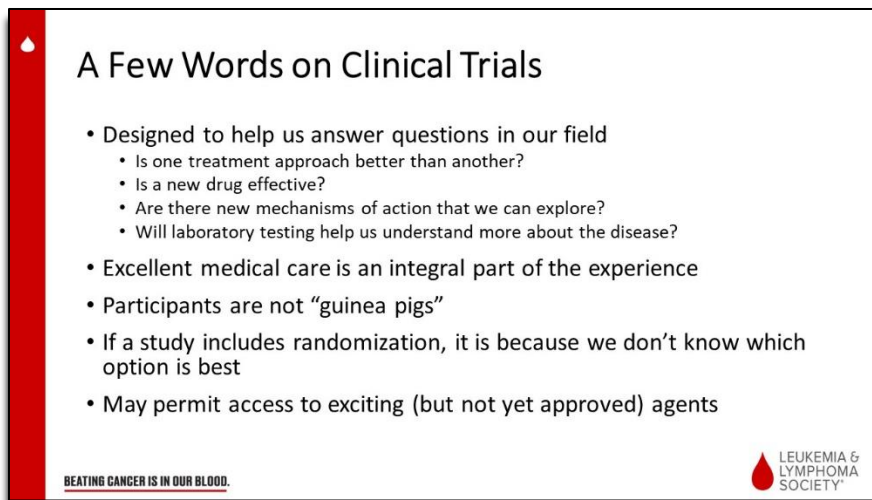 A Few Words on Clinical Trials
• Designed to help us answer questions in our field
• Is one treatment approach better than another?
• Is a new drug effective?
• Are there new mechanisms of action that we can explore?
• Will laboratory testing help us understand more about the disease?
• Excellent medical care is an integral part of the experience
• Participants are not “guinea pigs”
• If a study includes randomization, it is because we don’t know which
option is best
• May permit access to exciting (but not yet approved) agents
BEATING CANCER IS IN OUR BLOOD.
LEUKEMIA &
LYMPHOMA
SOCIETY®